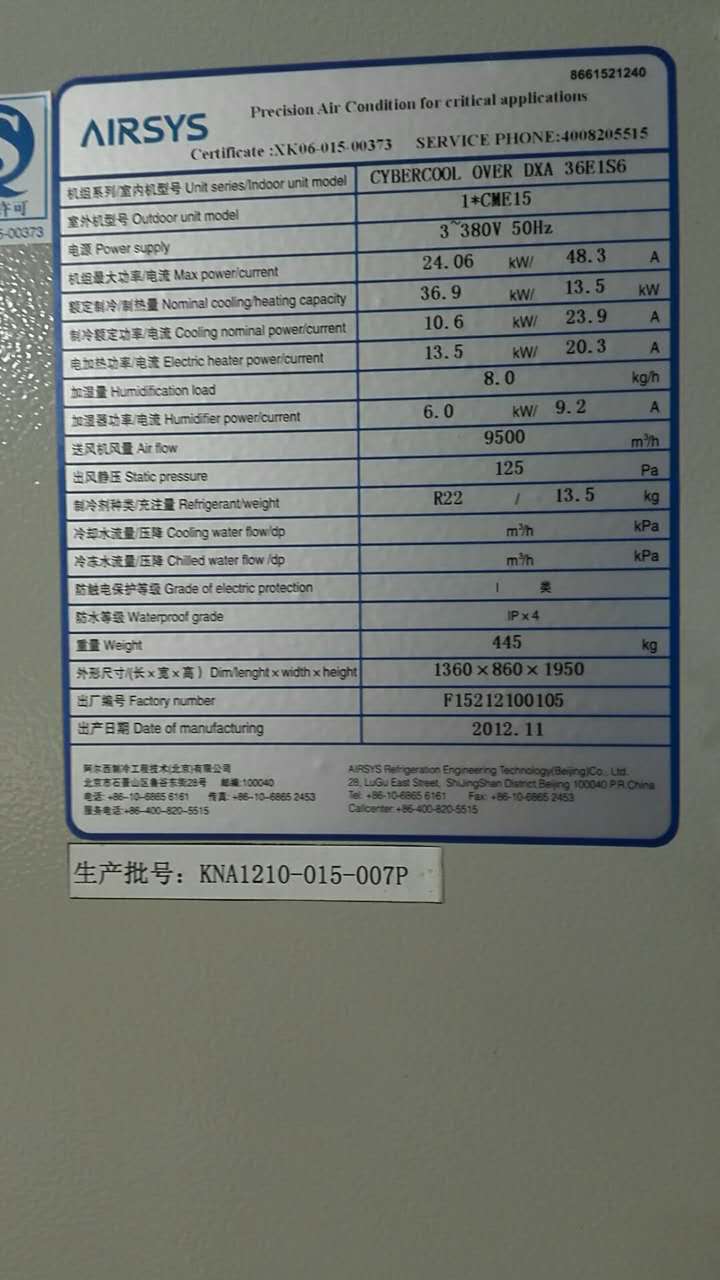 8661521240
AIRSYS
Precision Air Condition for critical applications
Certificate :XK06-015-00373 SERVICE PHONE:4008205515
许可
5-00373
机组系列/室内机型号 Unit series/Indoor unit model CYBERCOOL OVER DXA 36E1S6
室外机型号 Outdoor unit model 1*CME15
电源 Power supply 3~380V 50Hz
机组最大功率/电流 Max power/current 24.06 kW/ 48.3 A
额定制冷/制热量 Nominal cooling/heating capacity 36.9 kW/ 13.5 kW
制冷额定功率/电流 Cooling nominal power/current 10.6 kW/ 23.9 A
电加热功率/电流 Electric heater power/current 13.5 kW/ 20.3 A
加湿量 Humidification load 8.0 kg/h
加湿器功率/电流 Humidifier power/current 6.0 kW/ 9.2 A
送风机风量 Air flow 9500 m³/h
出风静压 Static pressure 125 Pa
制冷剂种类/充注量 Refrigerant/weight R22 / 13.5 kg
冷却水流量/压降 Cooling water flow/dp m³/h kPa
冷冻水流量/压降 Chilled water flow /dp m³/h kPa
防触电保护等级 Grade of electric protection I 类
防水等级 Waterproof grade IP×4
重量 Weight 445 kg
外形尺寸/(长×宽×高) Dim/lenght×width×height 1360×860×1950
出厂编号 Factory number F15212100105
出产日期 Date of manufacturing 2012.11
阿尔西制冷工程技术(北京)有限公司
北京市石景山区鲁谷东街28号 邮编:100040
电话: +86-10-6865 6161 传真: +86-10-6865 2453
服务电话:+86-400-820-5515
AIRSYS Refrigeration Engineering Technology(Beijing)Co., Ltd.
28, LuGu East Street, ShiJingShan District,Beijing 100040 P.R.China
Tel: +86-10-6865 6161 Fax: +86-10-6865 2453
Callcenter:+86-400-820-5515
生产批号：KNA1210-015-007P